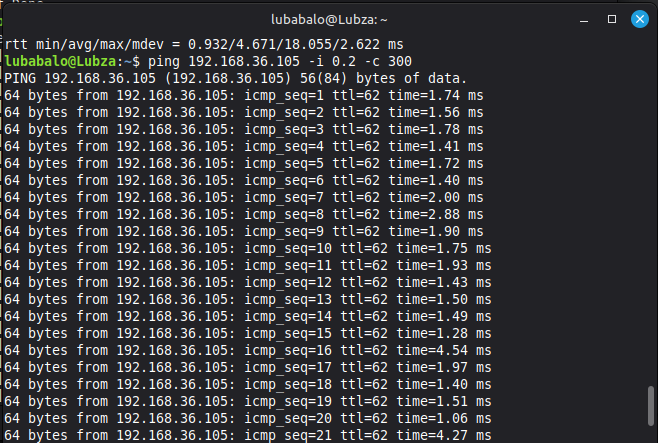 lubabalo@Lubza: ~
rtt min/avg/max/mdev = 0.932/4.671/18.055/2.622 ms
lubabalo@Lubza:~$ ping 192.168.36.105 -i 0.2 -c 300
PING 192.168.36.105 (192.168.36.105) 56(84) bytes of data.
64 bytes from 192.168.36.105: icmp_seq=1 ttl=62 time=1.74 ms
64 bytes from 192.168.36.105: icmp_seq=2 ttl=62 time=1.56 ms
64 bytes from 192.168.36.105: icmp_seq=3 ttl=62 time=1.78 ms
64 bytes from 192.168.36.105: icmp_seq=4 ttl=62 time=1.41 ms
64 bytes from 192.168.36.105: icmp_seq=5 ttl=62 time=1.72 ms
64 bytes from 192.168.36.105: icmp_seq=6 ttl=62 time=1.40 ms
64 bytes from 192.168.36.105: icmp_seq=7 ttl=62 time=2.00 ms
64 bytes from 192.168.36.105: icmp_seq=8 ttl=62 time=2.88 ms
64 bytes from 192.168.36.105: icmp_seq=9 ttl=62 time=1.90 ms
64 bytes from 192.168.36.105: icmp_seq=10 ttl=62 time=1.75 ms
64 bytes from 192.168.36.105: icmp_seq=11 ttl=62 time=1.93 ms
64 bytes from 192.168.36.105: icmp_seq=12 ttl=62 time=1.43 ms
64 bytes from 192.168.36.105: icmp_seq=13 ttl=62 time=1.50 ms
64 bytes from 192.168.36.105: icmp_seq=14 ttl=62 time=1.49 ms
64 bytes from 192.168.36.105: icmp_seq=15 ttl=62 time=1.28 ms
64 bytes from 192.168.36.105: icmp_seq=16 ttl=62 time=4.54 ms
64 bytes from 192.168.36.105: icmp_seq=17 ttl=62 time=1.97 ms
64 bytes from 192.168.36.105: icmp_seq=18 ttl=62 time=1.40 ms
64 bytes from 192.168.36.105: icmp_seq=19 ttl=62 time=1.51 ms
64 bytes from 192.168.36.105: icmp_seq=20 ttl=62 time=1.06 ms
64 bytes from 192.168.36.105: icmp_seq=21 ttl=62 time=4.27 ms